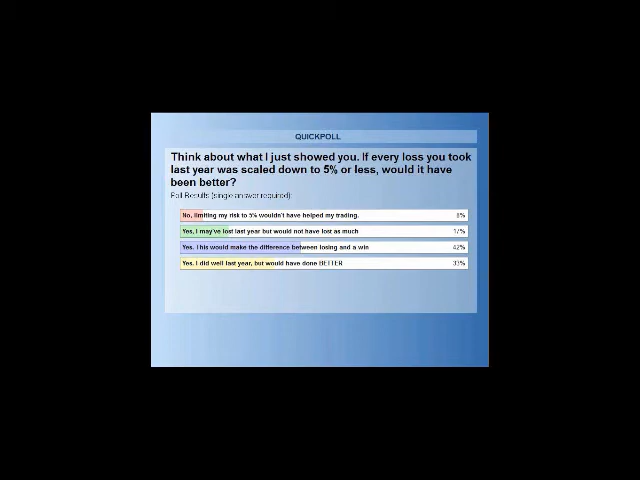 QUICKPOLL
Think about what I just showed you. If every loss you took
last year was scaled down to 5% or less, would it have
been better?
Poll Results (single answer required):
No, limiting my risk to 5% wouldn't have helped my trading. 8%
Yes, I may've lost last year but would not have lost as much 17%
Yes. This would make the difference between losing and a win 42%
Yes. I did well last year, but would have done BETTER 33%